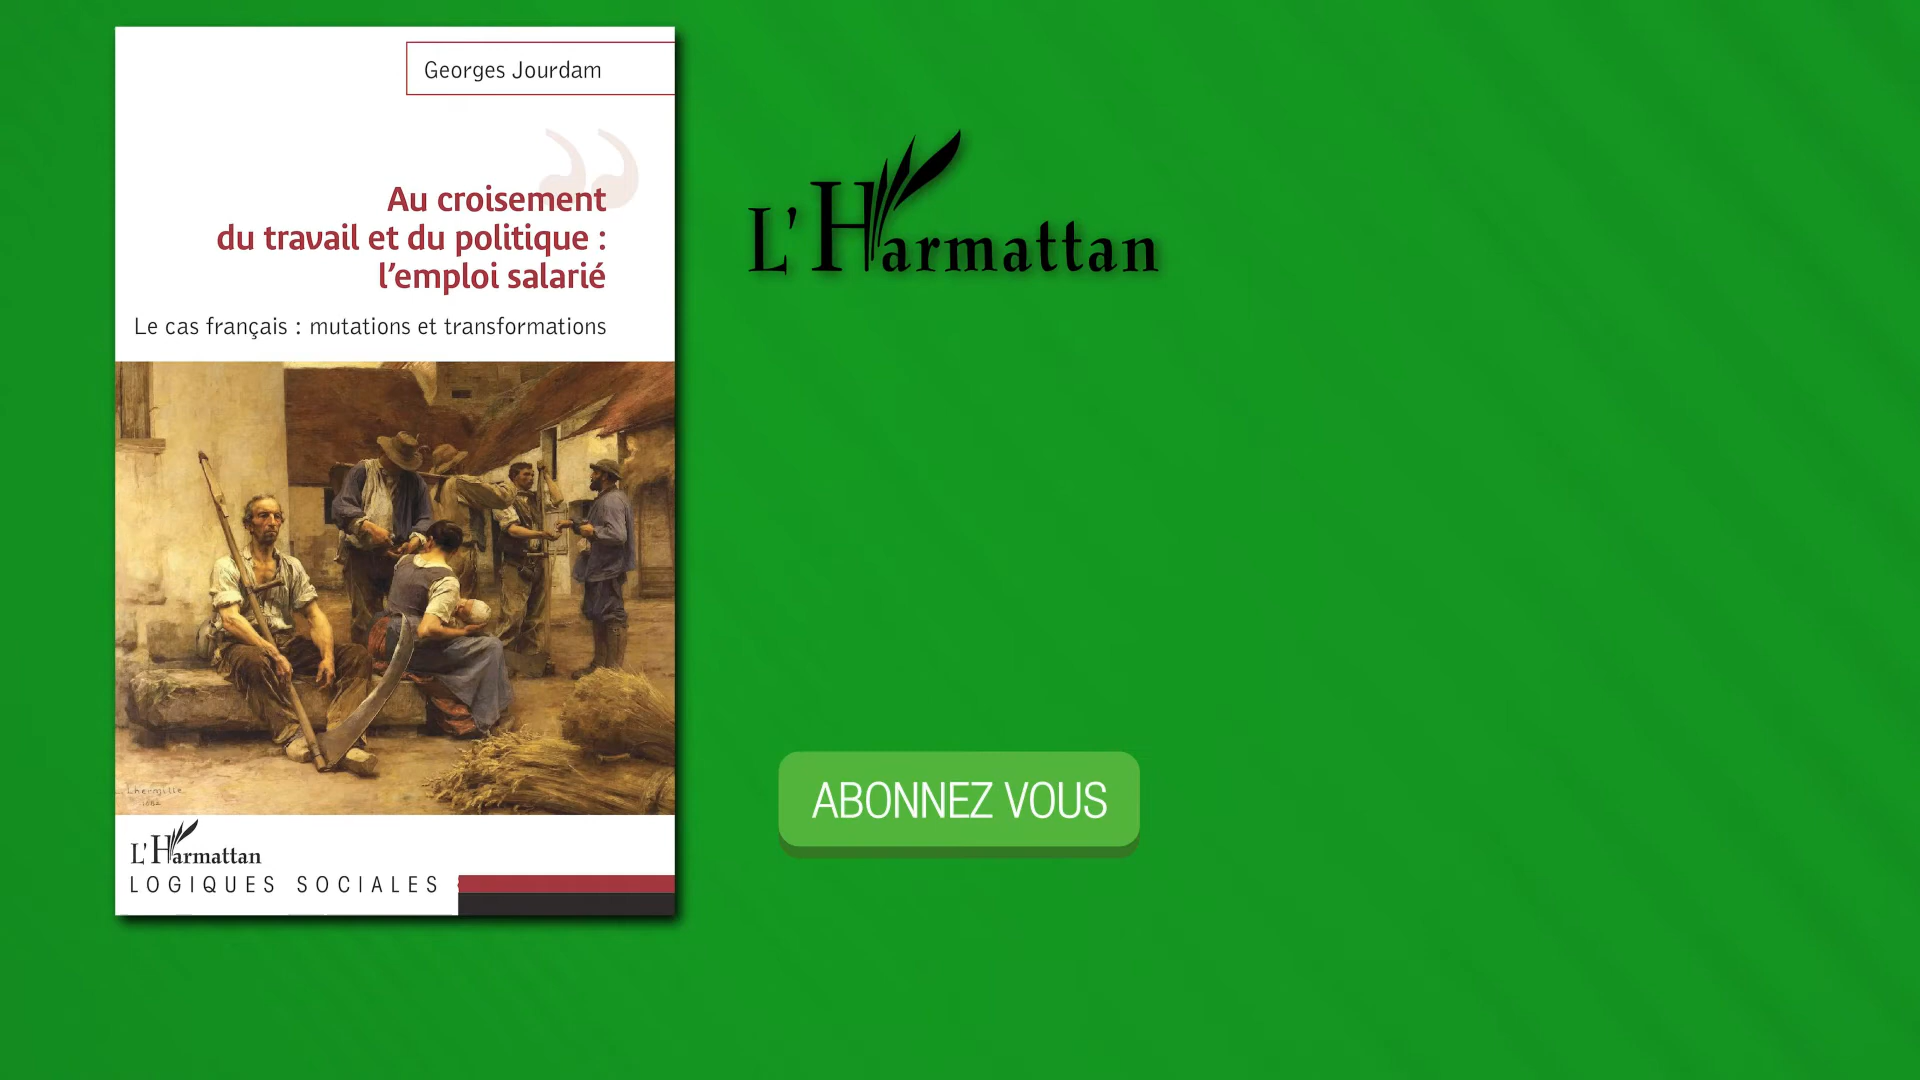 Georges Jourdam
Au croisement
du travail et du politique :
l'emploi salarié
Le cas français : mutations et transformations
L'Harmattan
LOGIQUES SOCIALES
L'Harmattan
ABONNEZ VOUS